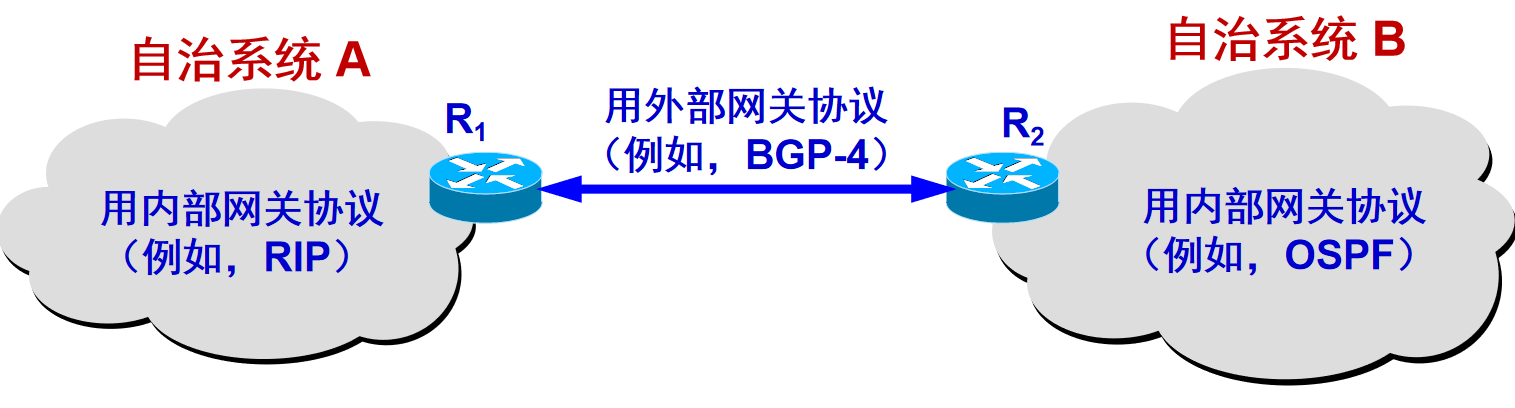 自治系统 A
自治系统 B
R1
用外部网关协议
（例如，BGP-4）
R2
用内部网关协议
（例如，RIP）
用内部网关协议
（例如，OSPF）